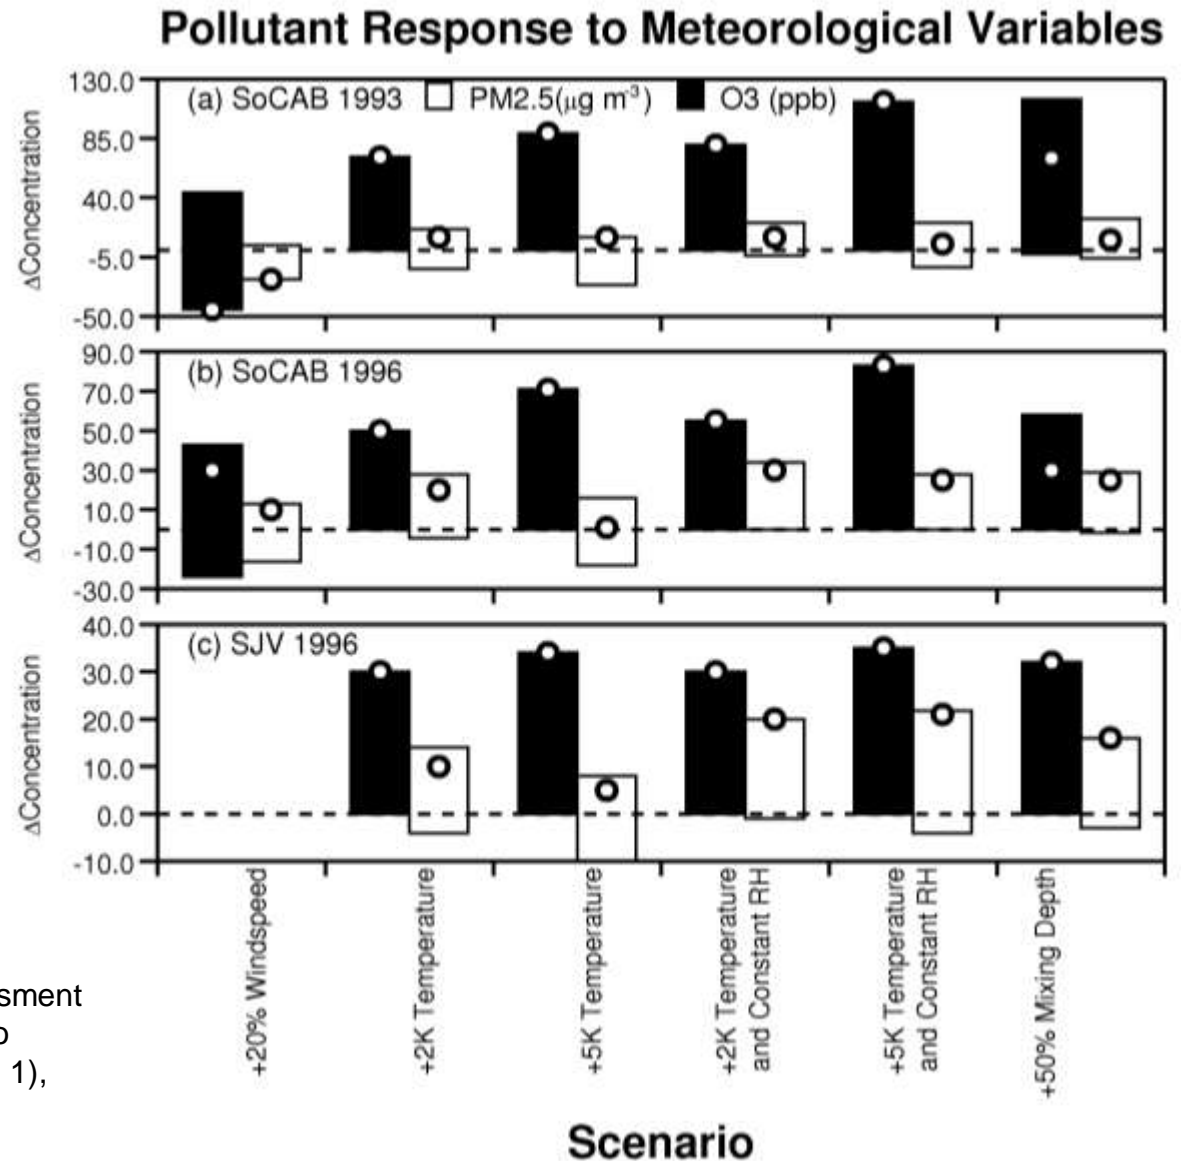 Pollutant Response to Meteorological Variables
(a) SoCAB 1993 PM2.5(μg m-3) O3 (ppb)
ΔConcentration
130.0
85.0
40.0
-5.0
-50.0
(b) SoCAB 1996
ΔConcentration
90.0
70.0
50.0
30.0
10.0
-10.0
-30.0
(c) SJV 1996
ΔConcentration
40.0
30.0
20.0
10.0
0.0
-10.0
+20% Windspeed
+2K Temperature
+5K Temperature
+2K Temperature
and Constant RH
+5K Temperature
and Constant RH
+50% Mixing Depth
Scenario
sment
1),